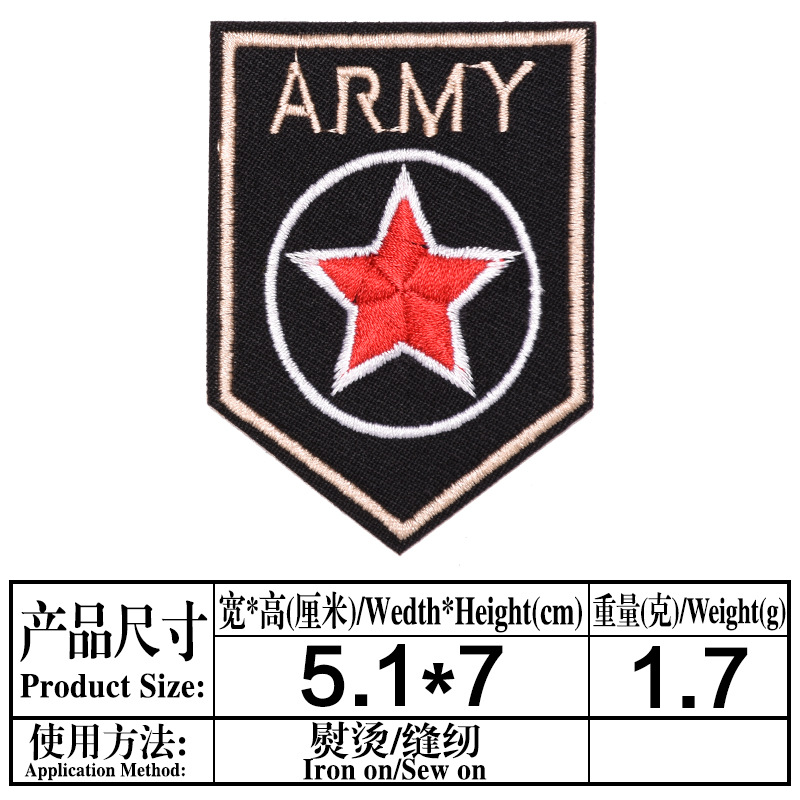 ARMY
产品尺寸
Product Size:
宽*高(厘米)/Wedth*Height(cm)
5.1*7
重量(克)/Weight(g)
1.7
使用方法:
Application Method:
熨烫/缝纫
Iron on/Sew on